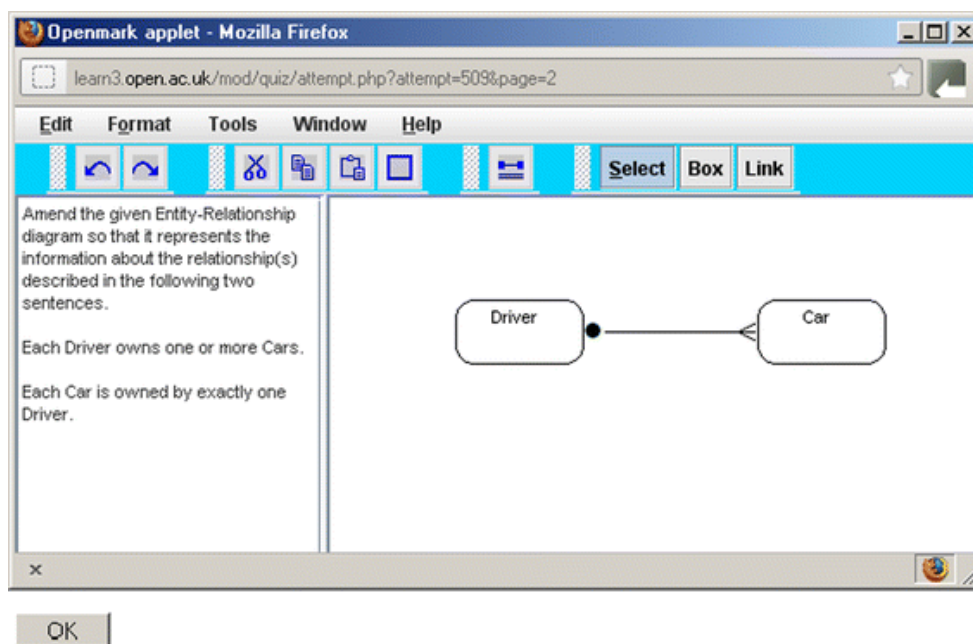 Openmark applet - Mozilla Firefox
learn3.open.ac.uk/mod/quiz/attempt.php?attempt=509&page=2
Edit Format Tools Window Help
Select Box Link
Amend the given Entity-Relationship
diagram so that it represents the
information about the relationship(s)
described in the following two
sentences.
Each Driver owns one or more Cars.
Each Car is owned by exactly one
Driver.
Driver Car
OK